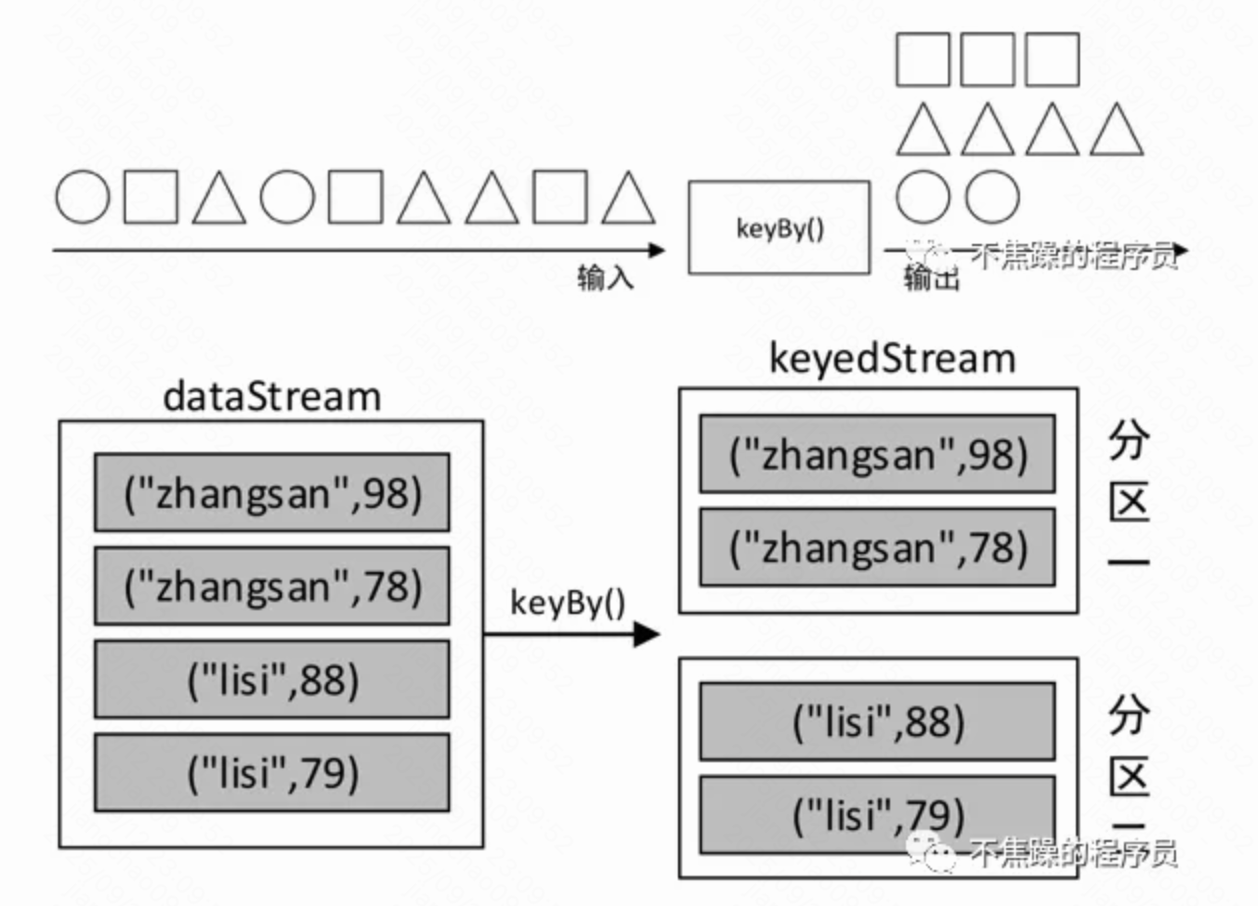 keyBy()
不焦躁的程序员
输入
输出
keyedStream
dataStream
("zhangsan",98)
("zhangsan",78)
("lisi",88)
("lisi",79)
keyBy()
("zhangsan",98)
("zhangsan",78)
分区一
("lisi",88)
("lisi",79)
分区二
不焦躁的程序员